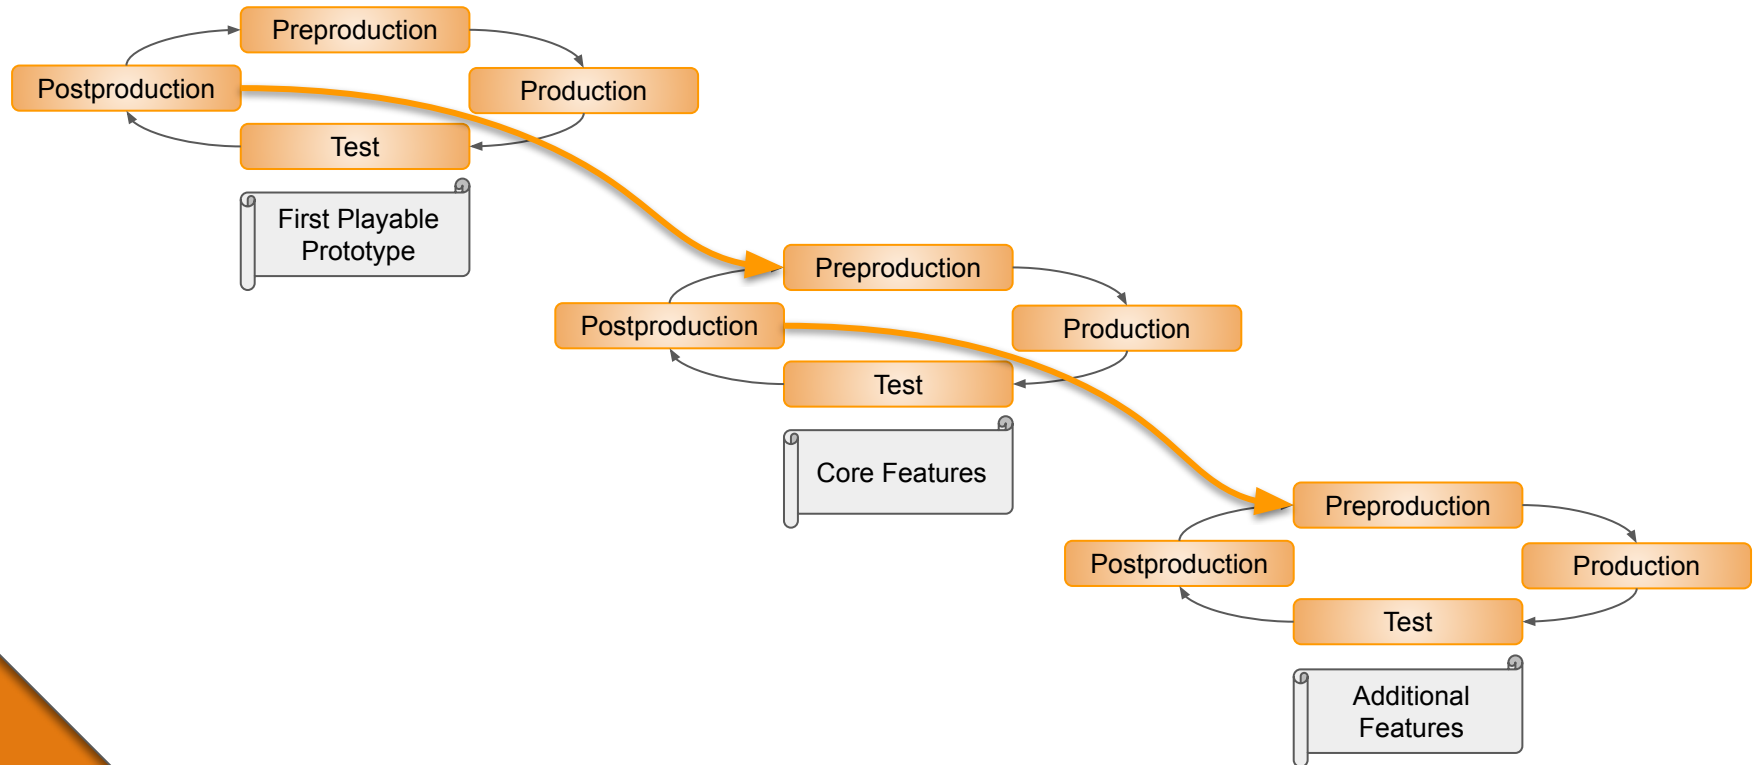 Preproduction
Postproduction
Production
Test
First Playable
Prototype
Preproduction
Postproduction
Production
Test
Core Features
Preproduction
Postproduction
Production
Test
Additional
Features